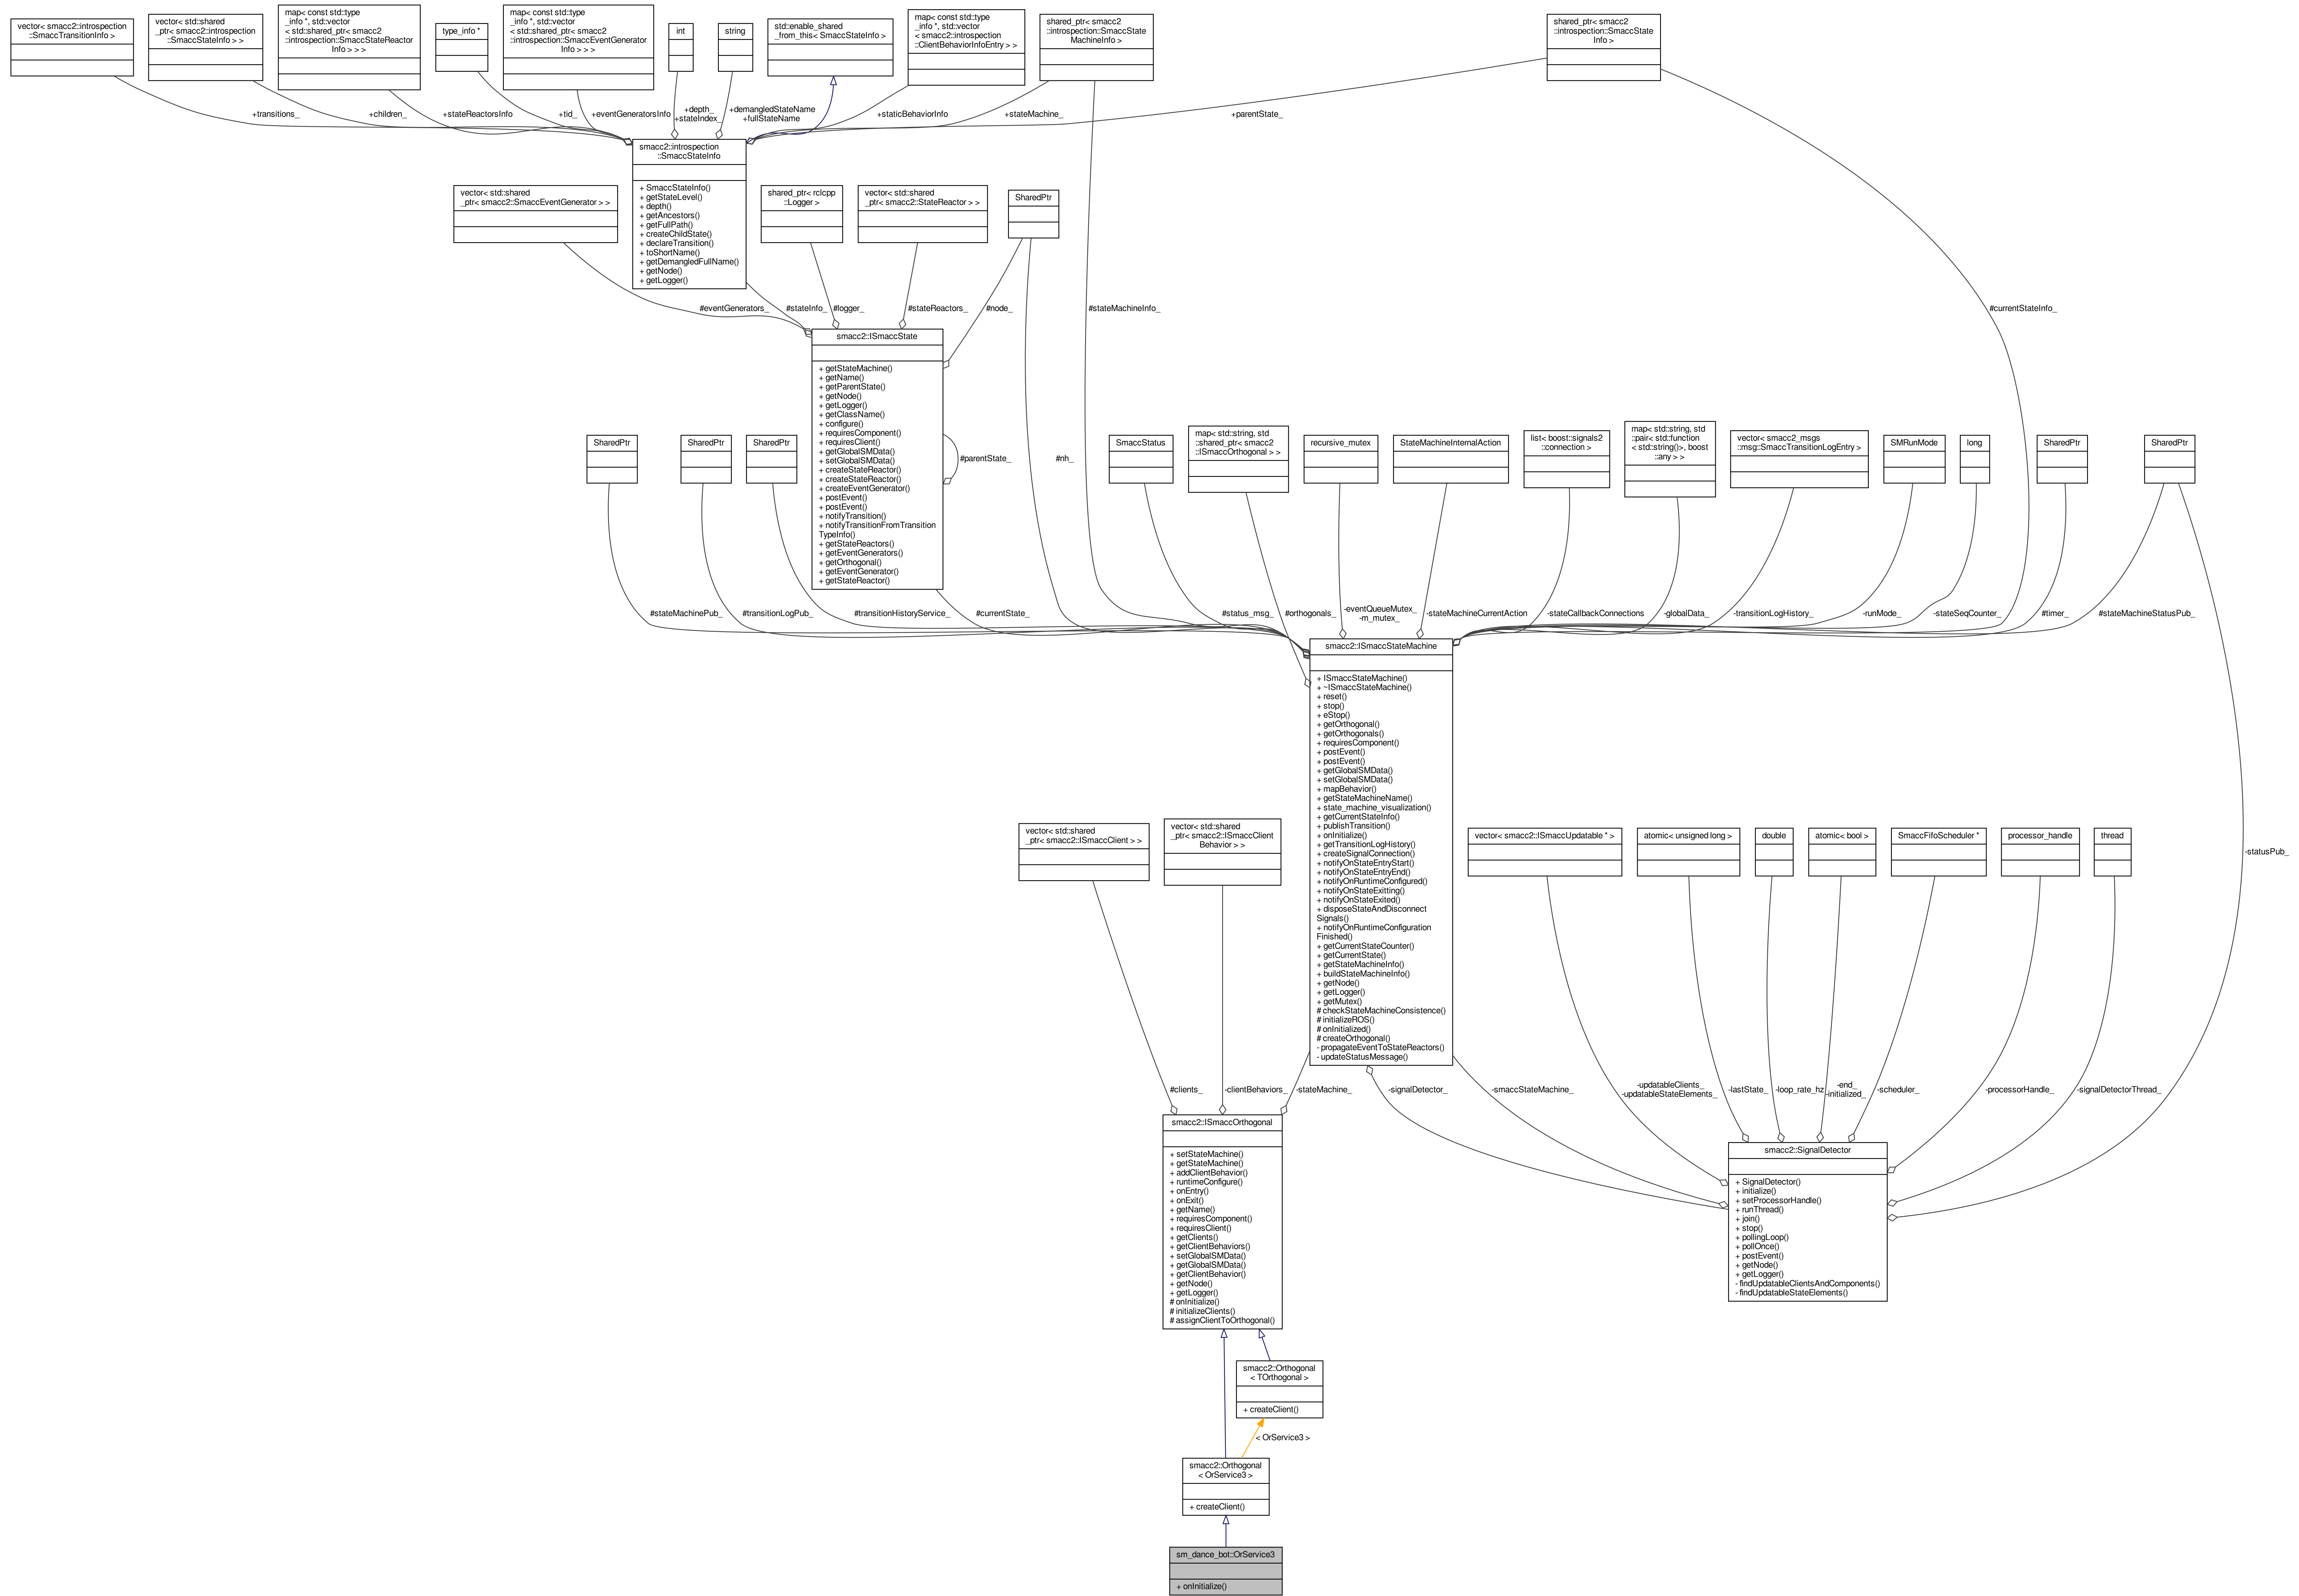 vector< smacc2::introspection
::SmaccTransitionInfo >
vector< std::shared
_ptr< smacc2::introspection
::SmaccStateInfo > >
map< const std::type
_info *, std::vector
< std::shared_ptr< smacc2
::introspection::SmaccStateReactor
Info > > >
type_info *
map< const std::type
_info *, std::vector
< std::shared_ptr< smacc2
::introspection::SmaccEventGenerator
Info > > >
int
string
std::enable_shared
_from_this< SmaccStateInfo >
map< const std::type
_info *, std::vector
< smacc2::introspection
::ClientBehaviorInfoEntry > >
shared_ptr< smacc2
::introspection::SmaccState
MachineInfo >
shared_ptr< smacc2
::introspection::SmaccState
Info >
+transitions_
+children_
+stateReactorsInfo
+tid_
+eventGeneratorsInfo
+depth_
+stateIndex_
+demangledStateName
+fullStateName
+staticBehaviorInfo
+stateMachine_
+parentState_
smacc2::introspection
::SmaccStateInfo
+ SmaccStateInfo()
+ getStateLevel()
+ depth()
+ getAncestors()
+ getFullPath()
+ createChildState()
+ declareTransition()
+ toShortName()
+ getDemangledFullName()
+ getNode()
+ getLogger()
vector< std::shared
_ptr< smacc2::SmaccEventGenerator > >
shared_ptr< rclcpp
::Logger >
vector< std::shared
_ptr< smacc2::StateReactor > >
SharedPtr
#eventGenerators_
#stateInfo_
#logger_
#stateReactors_
#node_
#stateMachineInfo_
#currentStateInfo_
smacc2::ISmaccState
+ getStateMachine()
+ getName()
+ getParentState()
+ getNode()
+ getLogger()
+ getClassName()
+ configure()
+ requiresComponent()
+ requiresClient()
+ getGlobalSMData()
+ setGlobalSMData()
+ createStateReactor()
+ createStateReactor()
+ createEventGenerator()
+ postEvent()
+ postEvent()
+ notifyTransition()
+ notifyTransitionFromTransition
TypeInfo()
+ getStateReactors()
+ getEventGenerators()
+ getOrthogonal()
+ getEventGenerator()
+ getStateReactor()
#parentState_
#nh_
SharedPtr
SharedPtr
SharedPtr
SmaccStatus
map< std::string, std
::shared_ptr< smacc2
::ISmaccOrthogonal > >
recursive_mutex
StateMachineInternalAction
list< boost::signals2
::connection >
map< std::string, std
::pair< std::function
< std::string()>, boost
::any > >
vector< smacc2_msgs
::msg::SmaccTransitionLogEntry >
SMRunMode
long
SharedPtr
SharedPtr
#stateMachinePub_
#transitionLogPub_
#transitionHistoryService_
#currentState_
#status_msg_
#orthogonals_
-eventQueueMutex_
-m_mutex_
-stateMachineCurrentAction
-stateCallbackConnections
-globalData_
-transitionLogHistory_
-runMode_
-stateSeqCounter_
#timer_
#stateMachineStatusPub_
smacc2::ISmaccStateMachine
+ ISmaccStateMachine()
+ ~ISmaccStateMachine()
+ reset()
+ stop()
+ eStop()
+ getOrthogonal()
+ getOrthogonals()
+ requiresComponent()
+ postEvent()
+ postEvent()
+ getGlobalSMData()
+ setGlobalSMData()
+ mapBehavior()
+ getStateMachineName()
+ state_machine_visualization()
+ getCurrentStateInfo()
+ publishTransition()
+ onInitialize()
+ getTransitionLogHistory()
+ createSignalConnection()
+ notifyOnStateEntryStart()
+ notifyOnStateEntryEnd()
+ notifyOnRuntimeConfigured()
+ notifyOnStateExitting()
+ notifyOnStateExited()
+ disposeStateAndDisconnect
Signals()
+ notifyOnRuntimeConfiguration
Finished()
+ getCurrentStateCounter()
+ getCurrentState()
+ getStateMachineInfo()
+ buildStateMachineInfo()
+ getNode()
+ getLogger()
+ getMutex()
# checkStateMachineConsistence()
# initializeROS()
# onInitialized()
# createOrthogonal()
- propagateEventToStateReactors()
- updateStatusMessage()
vector< std::shared
_ptr< smacc2::ISmaccClient > >
vector< std::shared
_ptr< smacc2::ISmaccClient
Behavior > >
vector< smacc2::ISmaccUpdatable * >
atomic< unsigned long >
double
atomic< bool >
SmaccFifoScheduler *
processor_handle
thread
-statusPub_
#clients_
-clientBehaviors_
-stateMachine_
-signalDetector_
-smaccStateMachine_
-updatableClients_
-updatableStateElements_
-lastState_
-loop_rate_hz
-end_
-initialized_
-scheduler_
-processorHandle_
-signalDetectorThread_
smacc2::ISmaccOrthogonal
+ setStateMachine()
+ getStateMachine()
+ addClientBehavior()
+ runtimeConfigure()
+ onEntry()
+ onExit()
+ getName()
+ requiresComponent()
+ requiresClient()
+ getClients()
+ getClientBehaviors()
+ setGlobalSMData()
+ getGlobalSMData()
+ getClientBehavior()
+ getNode()
+ getLogger()
# onInitialize()
# initializeClients()
# assignClientToOrthogonal()
smacc2::SignalDetector
+ SignalDetector()
+ initialize()
+ setProcessorHandle()
+ runThread()
+ join()
+ stop()
+ pollingLoop()
+ pollOnce()
+ postEvent()
+ getNode()
+ getLogger()
- findUpdatableClientsAndComponents()
- findUpdatableStateElements()
smacc2::Orthogonal
< TOrthogonal >
+ createClient()
< OrService3 >
smacc2::Orthogonal
< OrService3 >
+ createClient()
sm_dance_bot::OrService3
+ onInitialize()